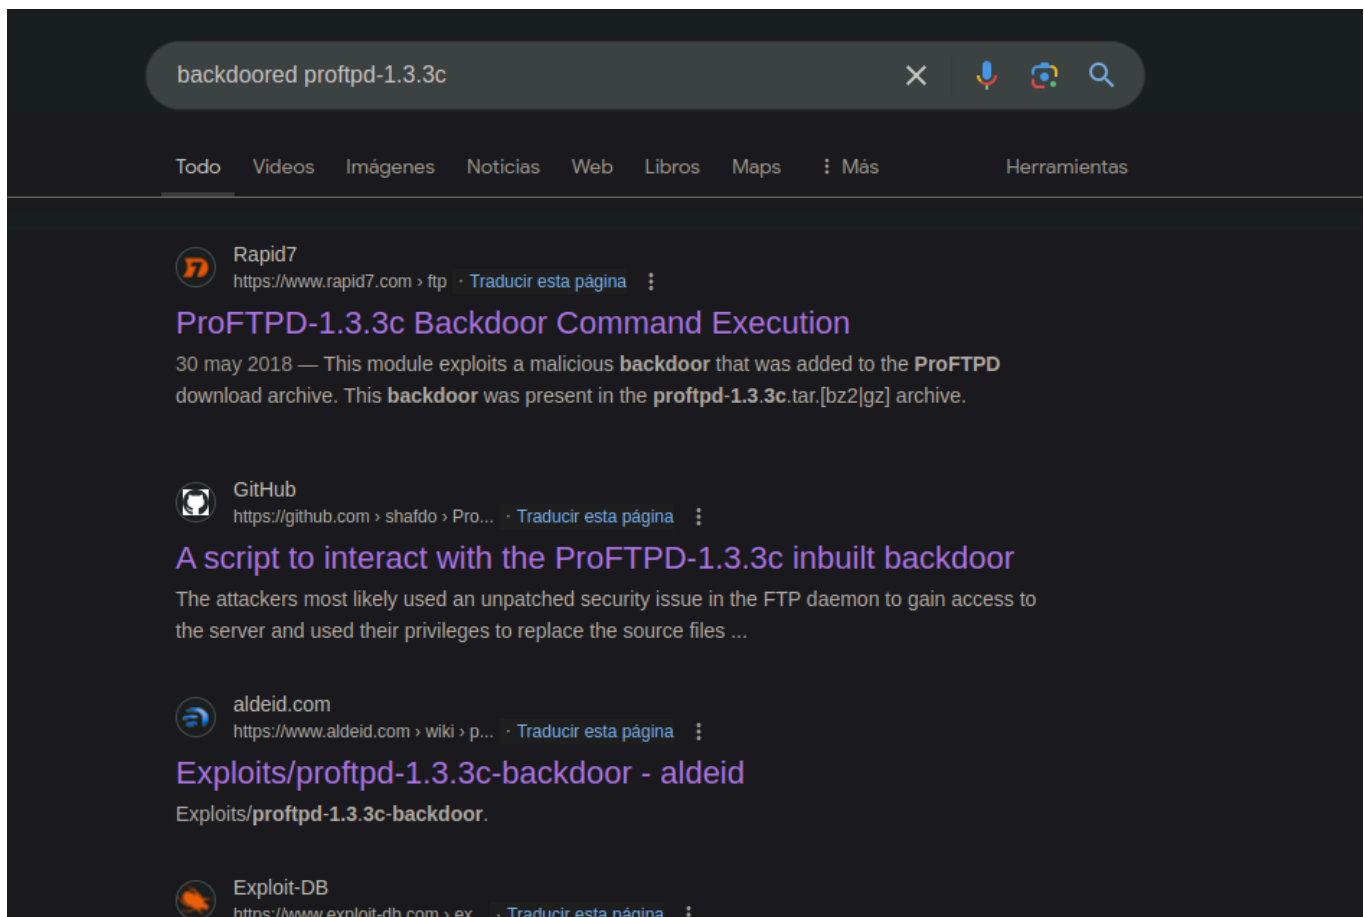 backdoored proftpd-1.3.3c
Todo Videos Imágenes Noticias Web Libros Maps Más Herramientas
Rapid7
https://www.rapid7.com › ftp · Traducir esta página
ProFTPD-1.3.3c Backdoor Command Execution
30 may 2018 — This module exploits a malicious backdoor that was added to the ProFTPD
download archive. This backdoor was present in the proftpd-1.3.3c.tar.[bz2|gz] archive.
GitHub
https://github.com › shafdo › Pro... · Traducir esta página
A script to interact with the ProFTPD-1.3.3c inbuilt backdoor
The attackers most likely used an unpatched security issue in the FTP daemon to gain access to
the server and used their privileges to replace the source files ...
aldeid.com
https://www.aldeid.com › wiki › p... · Traducir esta página
Exploits/proftpd-1.3.3c-backdoor - aldeid
Exploits/proftpd-1.3.3c-backdoor.
Exploit-DB
https://www.exploit-db.com › ex... · Traducir esta página